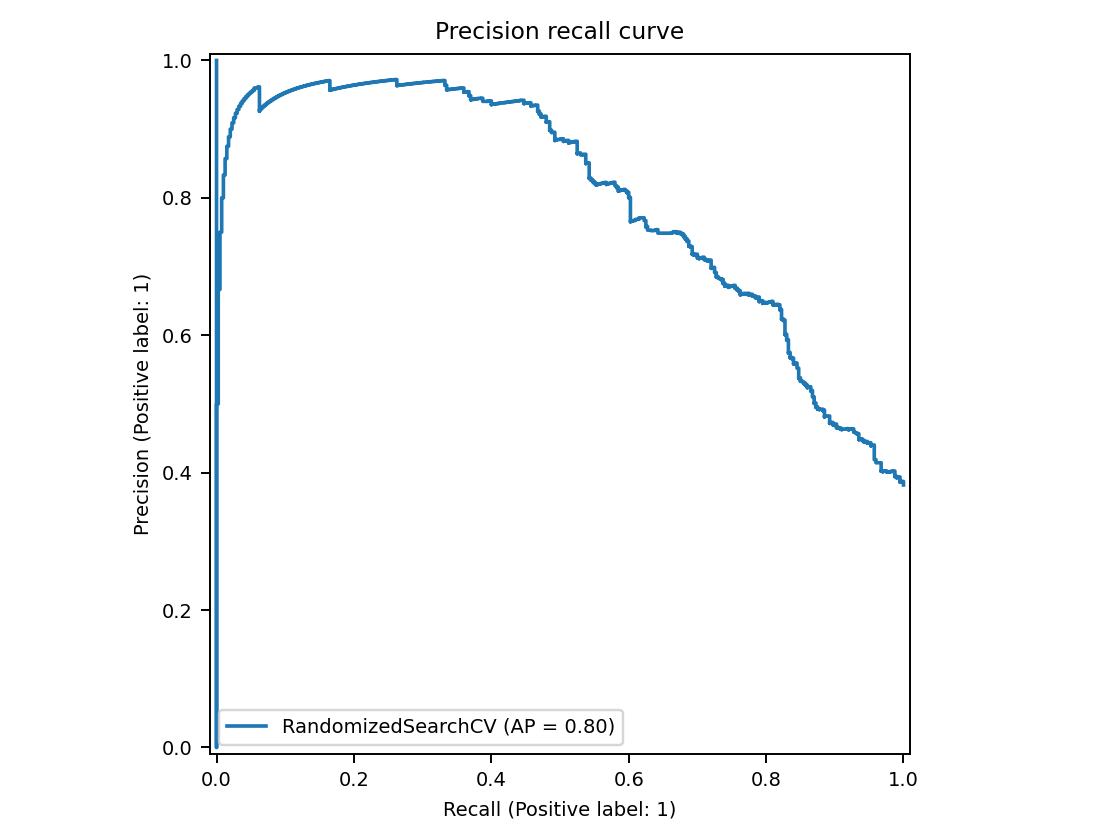 Precision recall curve
Precision (Positive label: 1)
1.0
0.8
0.6
0.4
0.2
0.0
RandomizedSearchCV (AP = 0.80)
0.0 0.2 0.4 0.6 0.8 1.0
Recall (Positive label: 1)